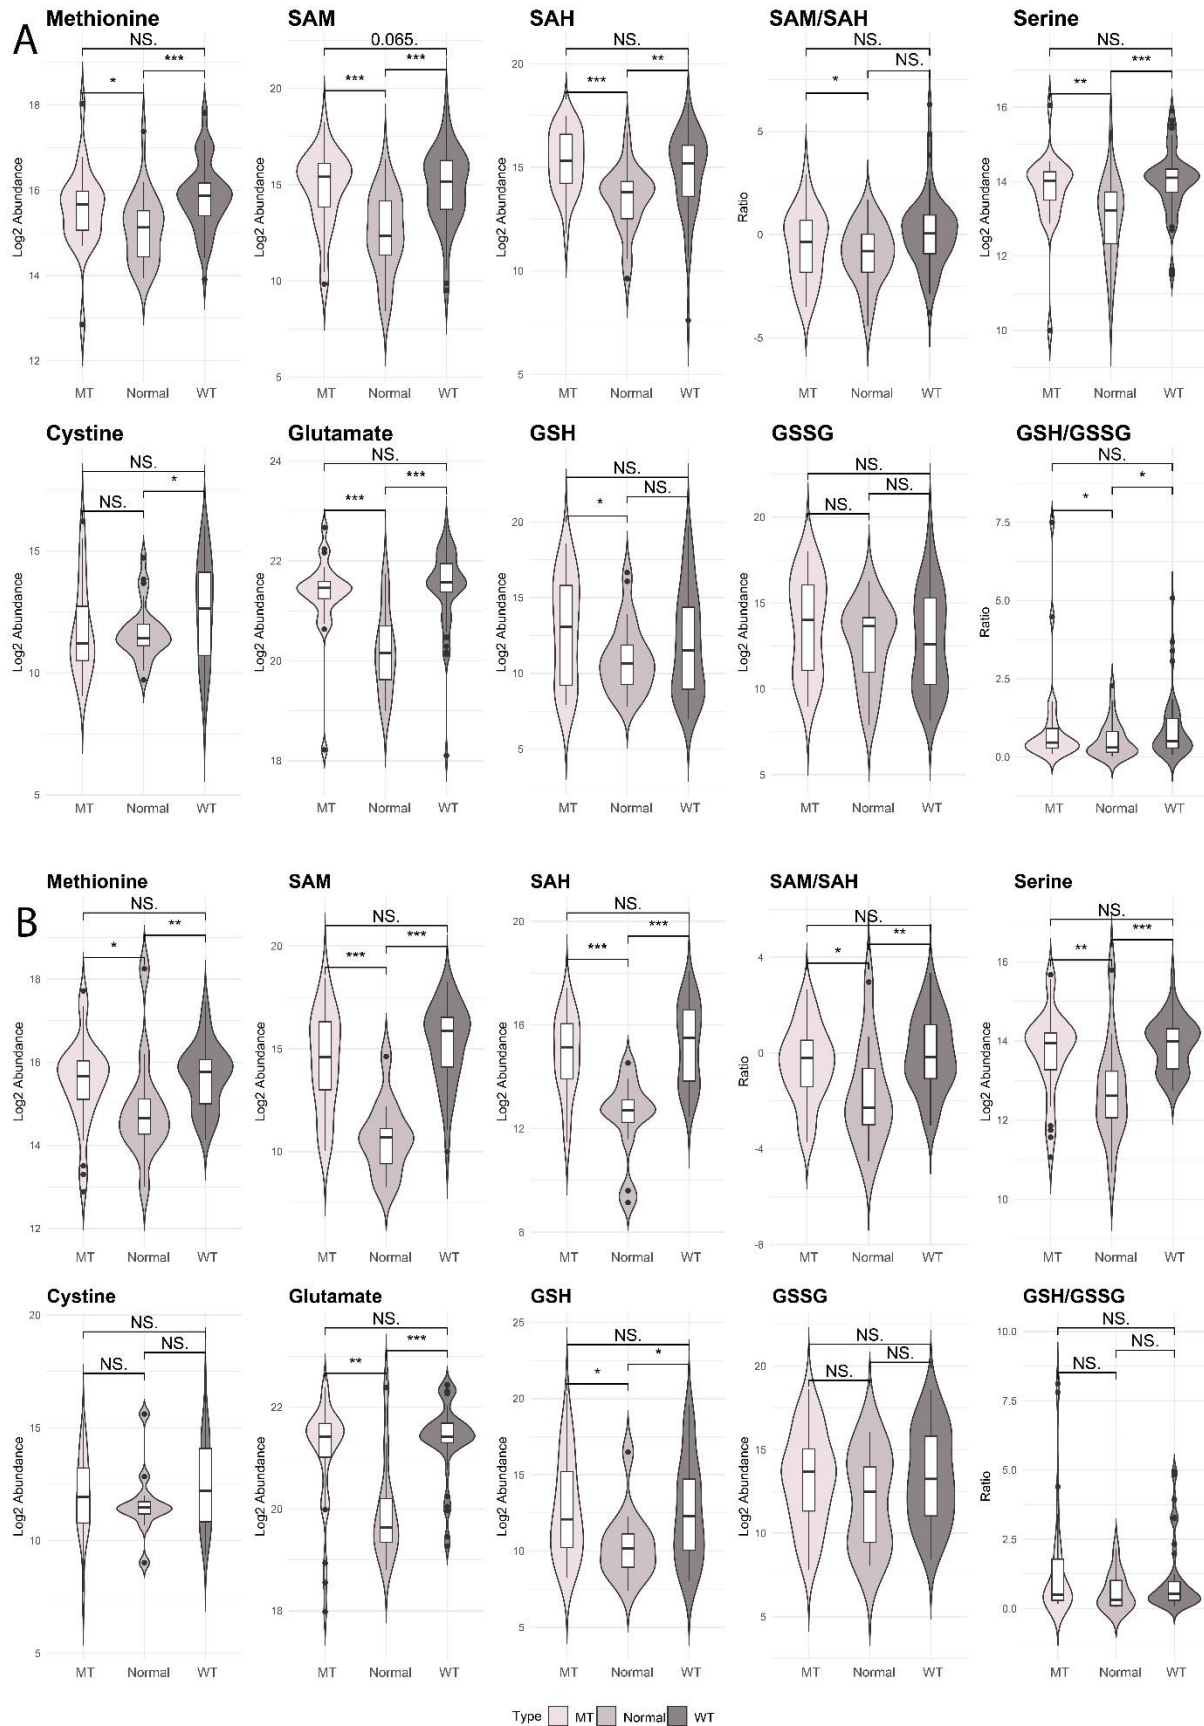 A
Methionine SAM SAH SAM/SAH Serine
NS. 0.065. NS. NS. NS.
* *** *** *** *** ** * NS. ** ***
Log2 Abundance Log2 Abundance Log2 Abundance Ratio Log2 Abundance
18 16 14 12
20 15 10 5
20 15 10 5
5 0 -5
16 14 12 10
MT Normal WT MT Normal WT MT Normal WT MT Normal WT MT Normal WT
Cystine Glutamate GSH GSSG GSH/GSSG
NS. NS. NS. NS. NS.
NS. * *** *** * NS. NS. NS. * *
Log2 Abundance Log2 Abundance Log2 Abundance Log2 Abundance Ratio
15 10 5
24 22 20 18
20 15 10 5
20 15 10 5
7.5 5.0 2.5 0.0
MT Normal WT MT Normal WT MT Normal WT MT Normal WT MT Normal WT
B
Methionine SAM SAH SAM/SAH Serine
NS. NS. NS. NS. NS.
* ** *** *** *** *** * ** ** ***
Log2 Abundance Log2 Abundance Log2 Abundance Ratio Log2 Abundance
18 16 14 12
20 15 10
20 16 12 8
4 0 -4 -8
16 14 12 10
MT Normal WT MT Normal WT MT Normal WT MT Normal WT MT Normal WT
Cystine Glutamate GSH GSSG GSH/GSSG
NS. NS. NS. NS. NS.
NS. NS. ** *** * * NS. NS. NS. NS.
Log2 Abundance Log2 Abundance Log2 Abundance Log2 Abundance Ratio
20 15 10 5
22 20 18
25 20 15 10 5
20 15 10 5
10.0 7.5 5.0 2.5 0.0
MT Normal WT MT Normal WT MT Normal WT MT Normal WT MT Normal WT
Type MT Normal WT